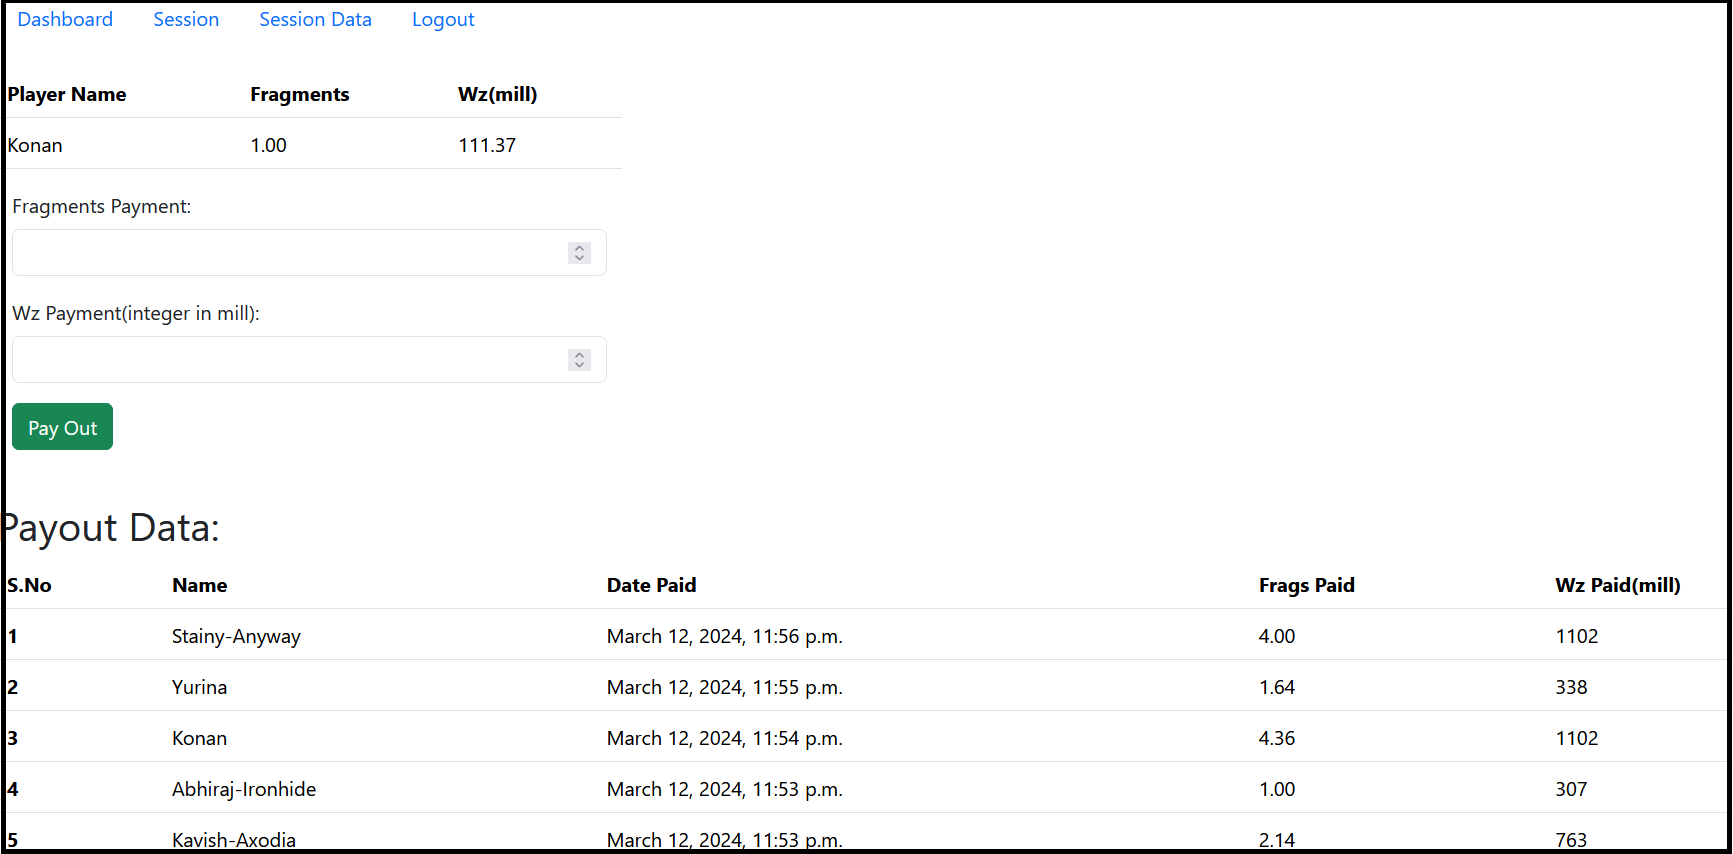 Dashboard Session Session Data Logout
Player Name Fragments Wz(mill)
Konan 1.00 111.37
Fragments Payment:
Wz Payment(integer in mill):
Pay Out
Payout Data:
S.No Name Date Paid Frags Paid Wz Paid(mill)
1 Stainy-Anyway March 12, 2024, 11:56 p.m. 4.00 1102
2 Yurina March 12, 2024, 11:55 p.m. 1.64 338
3 Konan March 12, 2024, 11:54 p.m. 4.36 1102
4 Abhiraj-Ironhide March 12, 2024, 11:53 p.m. 1.00 307
5 Kavish-Axodia March 12, 2024, 11:53 p.m. 2.14 763